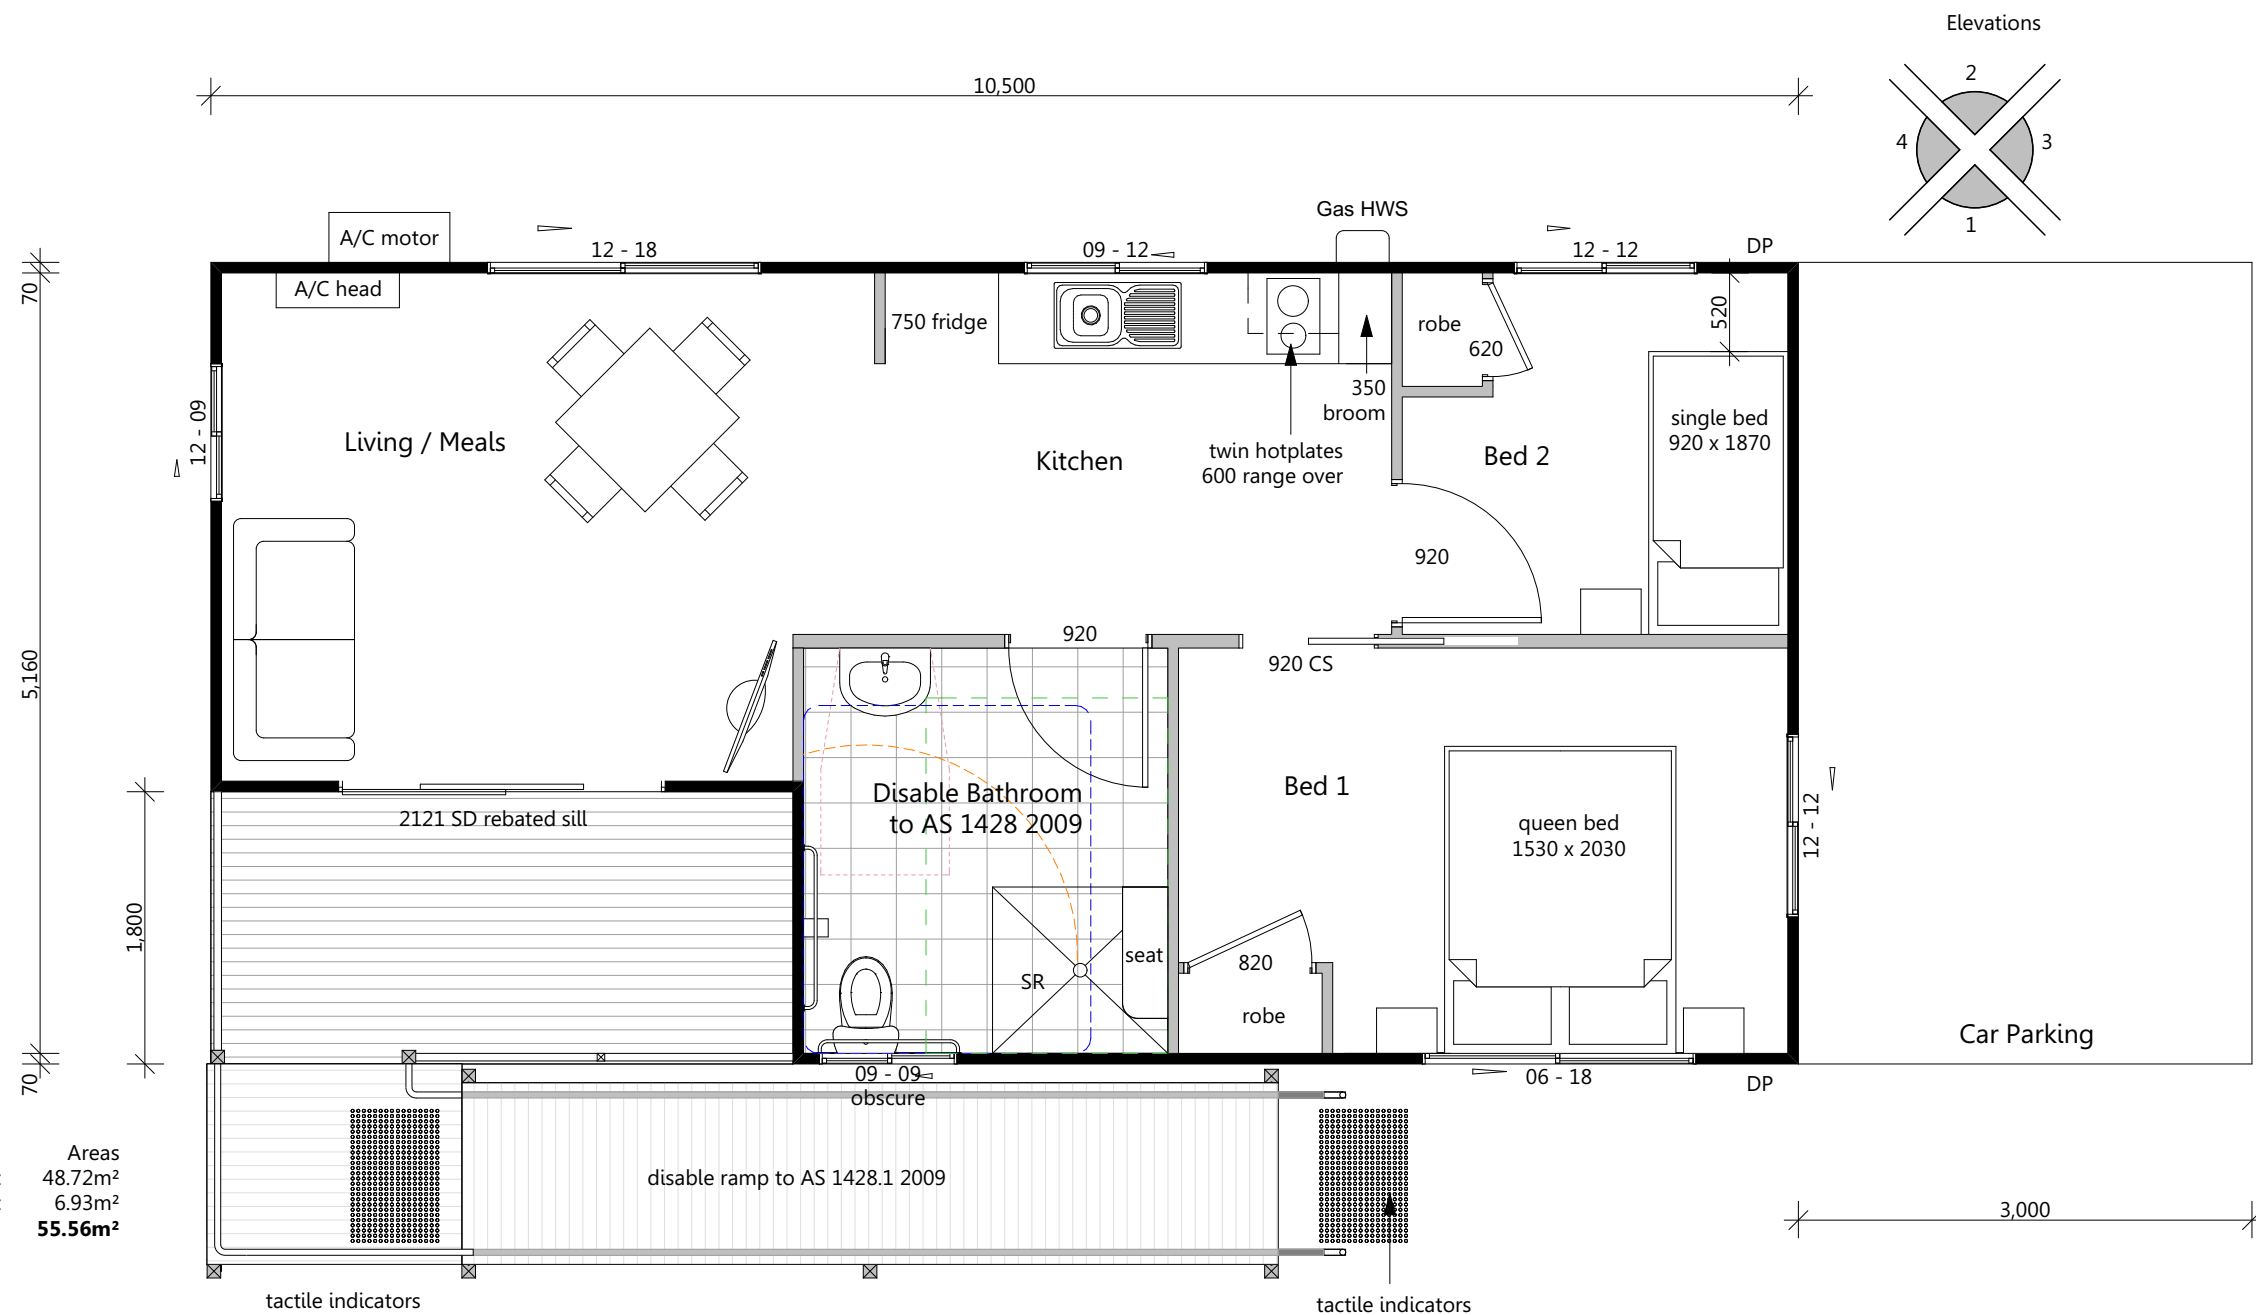 Elevations
2
4
3
1
10,500
Gas HWS
A/C motor
12 - 18
09 - 12
12 - 12
DP
70
A/C head
750 fridge
robe
620
520
350
broom
12 - 09
Living / Meals
Kitchen
twin hotplates
600 range over
Bed 2
single bed
920 x 1870
920
920
920 CS
5,160
Disable Bathroom
to AS 1428 2009
Bed 1
queen bed
1530 x 2030
12 - 12
2121 SD rebated sill
1,800
seat
SR
820
robe
Car Parking
70
09 - 09
obscure
06 - 18
DP
Areas
: 48.72m²
: 6.93m²
55.56m²
disable ramp to AS 1428.1 2009
3,000
tactile indicators
tactile indicators